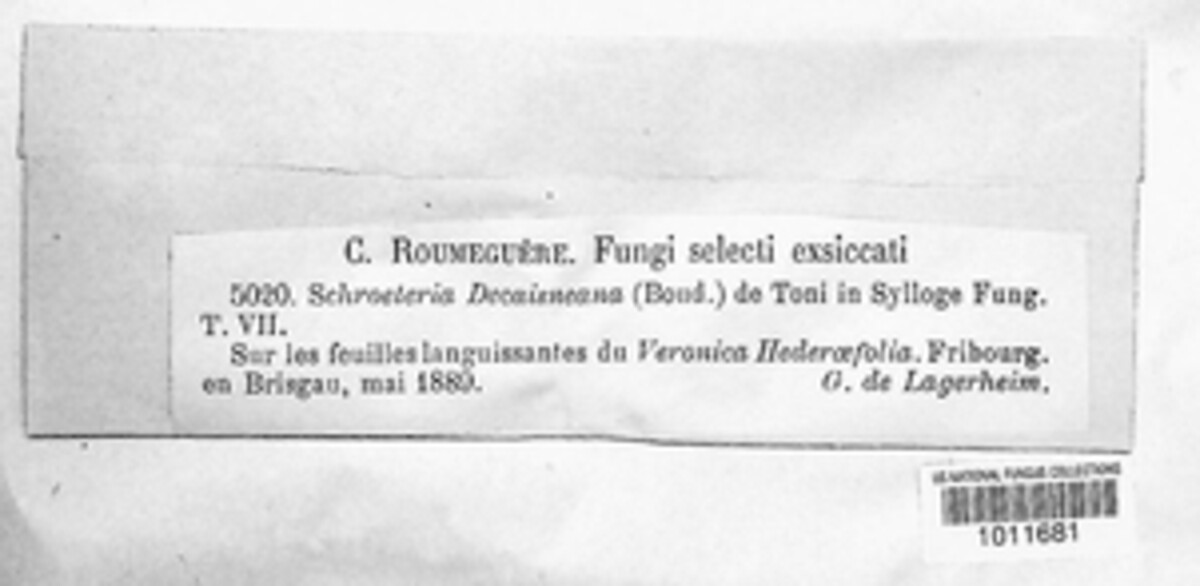 C. ROUMEGUÈRE. Fungi selecti exsiccati
5020. Schroeteria Decaisneana (Boud.) de Toni in Sylloge Fung.
T. VII.
Sur les feuilles languissantes du Veronica Hederæfolia. Fribourg.
en Brisgau, mai 1889.
G. de Lagerheim.
US NATIONAL FUNGUS COLLECTIONS
1011681